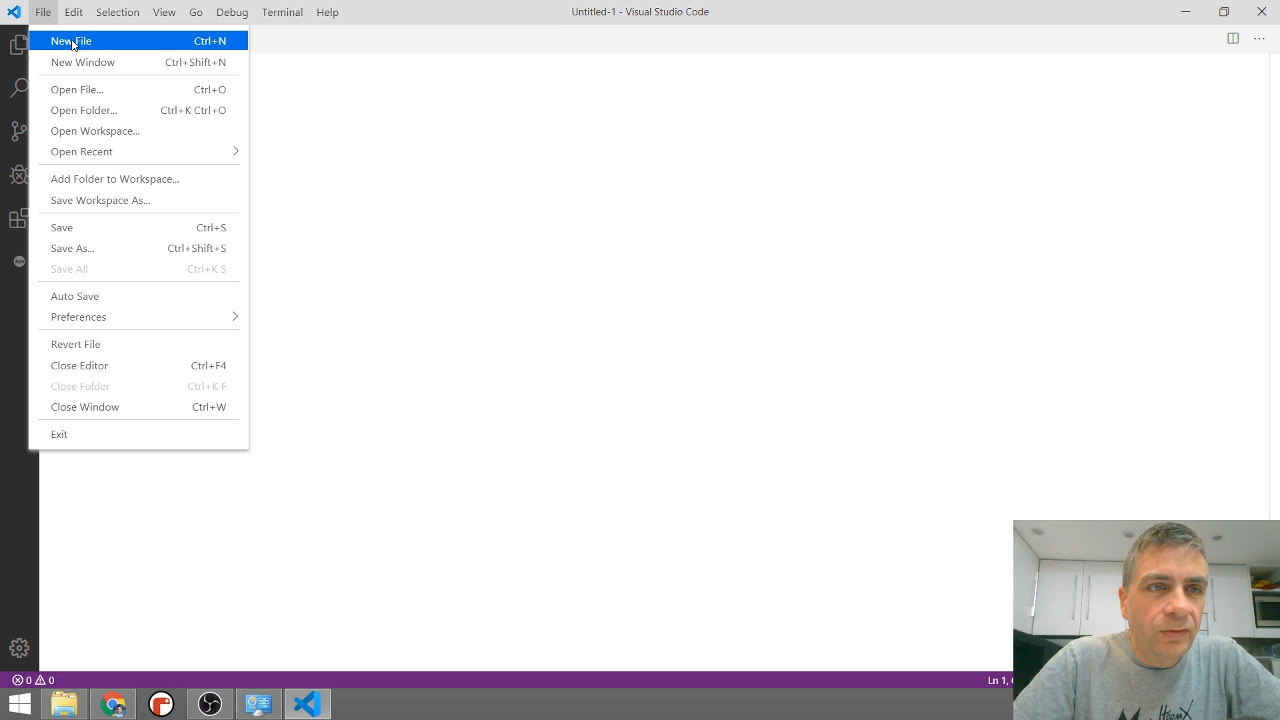 File Edit Selection View Go Debug Terminal Help Untitled-1 - Visual Studio Code
New File Ctrl+N
New Window Ctrl+Shift+N
Open File... Ctrl+O
Open Folder... Ctrl+K Ctrl+O
Open Workspace...
Open Recent
Add Folder to Workspace...
Save Workspace As...
Save Ctrl+S
Save As... Ctrl+Shift+S
Save All Ctrl+K S
Auto Save
Preferences
Revert File
Close Editor Ctrl+F4
Close Folder Ctrl+K F
Close Window Ctrl+W
Exit
0 0 Ln 1,